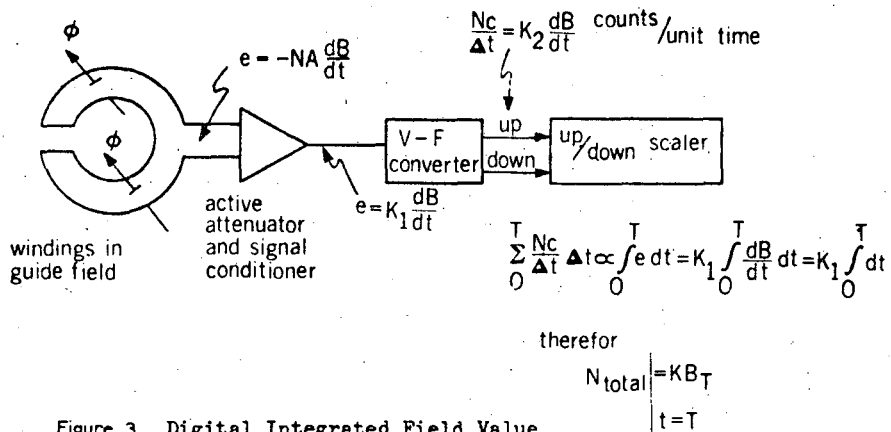 ϕ
ϕ
e = -NA dB/dt
Nc/Δt = K2 dB/dt counts/unit time
V-F converter
up
down
up/down scaler
windings in
guide field
active
attenuator
and signal
conditioner
e = K1 dB/dt
T Σ 0 Nc/Δt Δt ∝ ∫ 0 T e dt = K1 ∫ 0 T dB/dt dt = K1 ∫ 0 T dt
therefor
N total | = KBT
| t = T
Figure 3 Digital Integrated Field Value